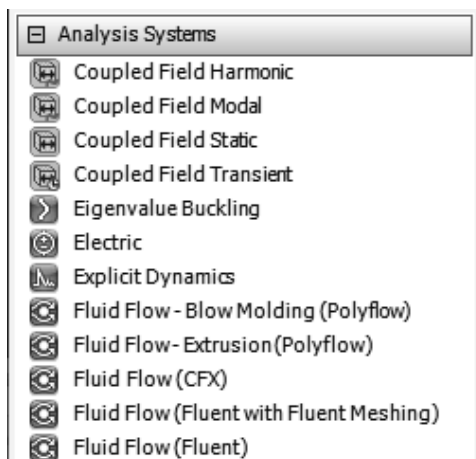 Analysis Systems
Coupled Field Harmonic
Coupled Field Modal
Coupled Field Static
Coupled Field Transient
Eigenvalue Buckling
Electric
Explicit Dynamics
Fluid Flow - Blow Molding (Polyflow)
Fluid Flow - Extrusion (Polyflow)
Fluid Flow (CFX)
Fluid Flow (Fluent with Fluent Meshing)
Fluid Flow (Fluent)